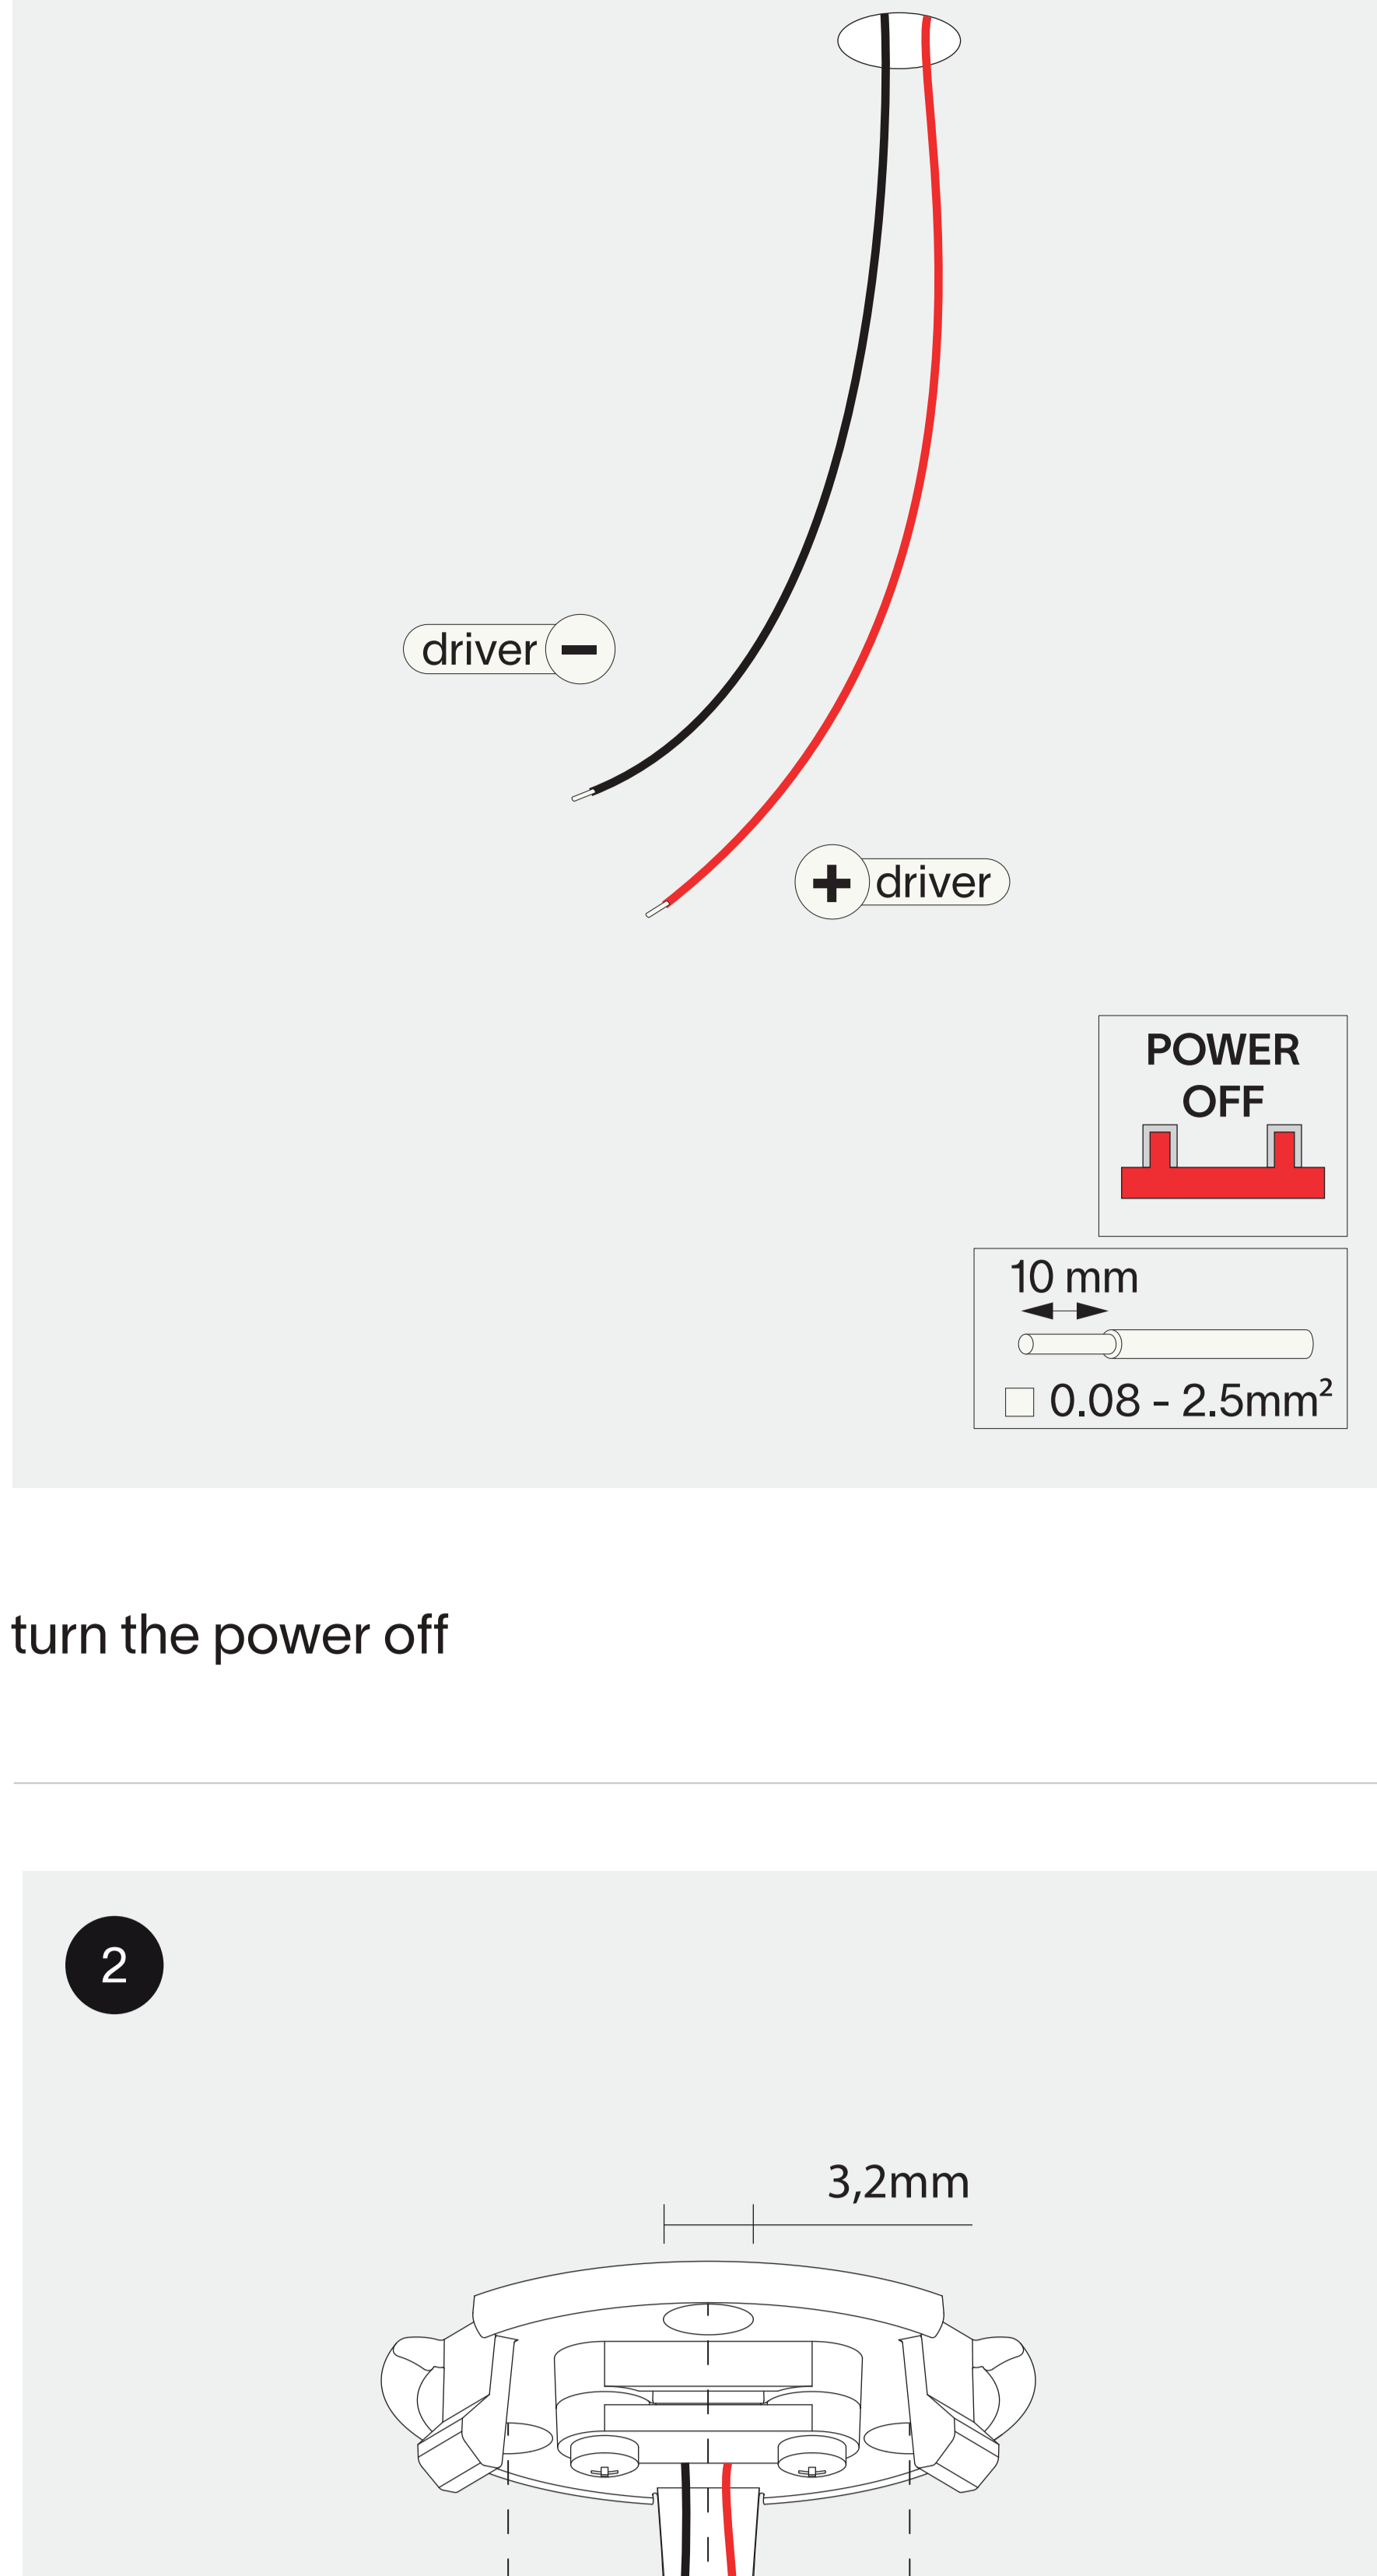 driver −
+ driver
POWER
OFF
10 mm
0.08 - 2.5mm²
turn the power off
2
3,2mm